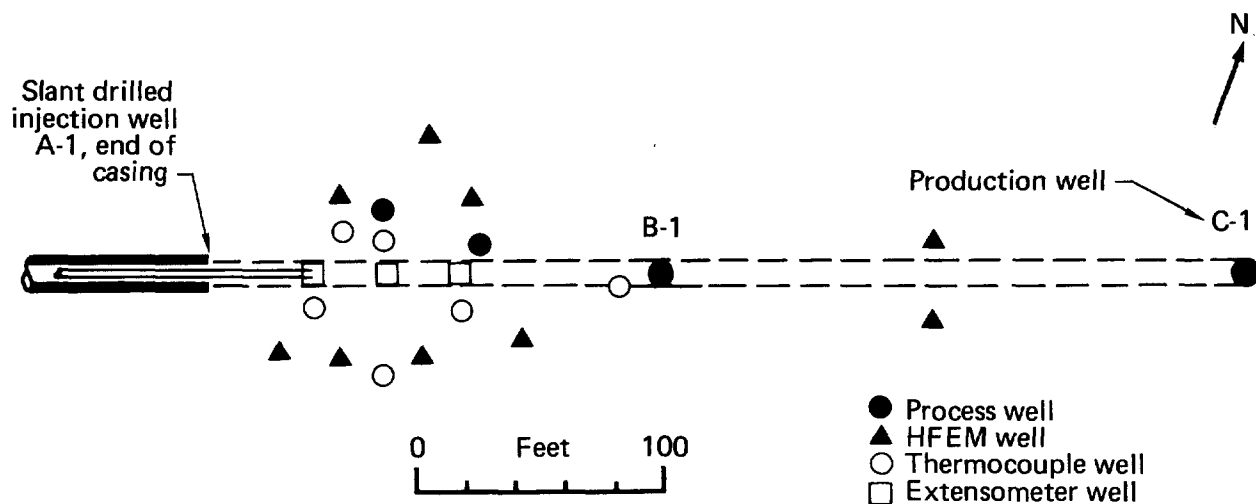 N
Slant drilled
injection well
A-1, end of
casing
Production well
B-1
C-1
0 Feet 100
Process well
HFEM well
Thermocouple well
Extensometer well